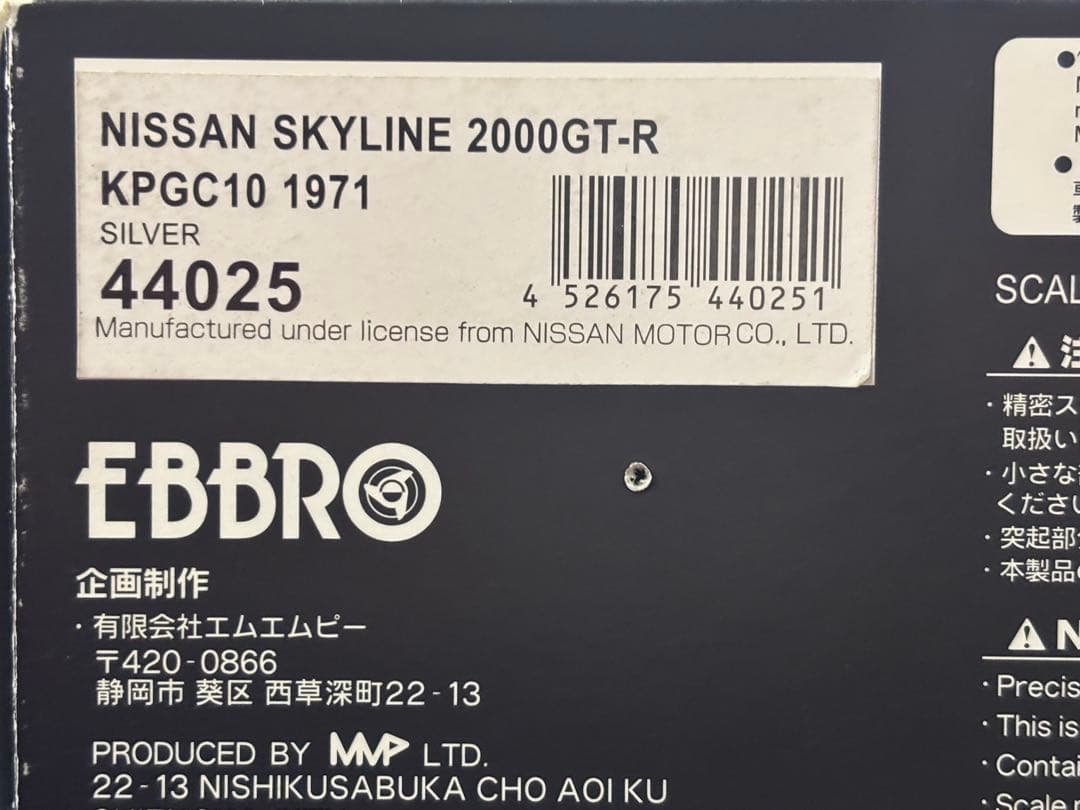 NISSAN SKYLINE 2000GT-R
KPGC10 1971
SILVER
44025
4 526175 440251
Manufactured under license from NISSAN MOTOR CO., LTD.
EBBRO
企画制作
・有限会社エムエムピー
〒420-0866
静岡市 葵区 西草深町22-13
PRODUCED BY MMP LTD.
22-13 NISHIKUSABUKA CHO AOI KU
SCAL
・精密ス
取扱い
・小さな
くださ
・突起部
・本製品
・Precis
・This is
・Contai
・Scale